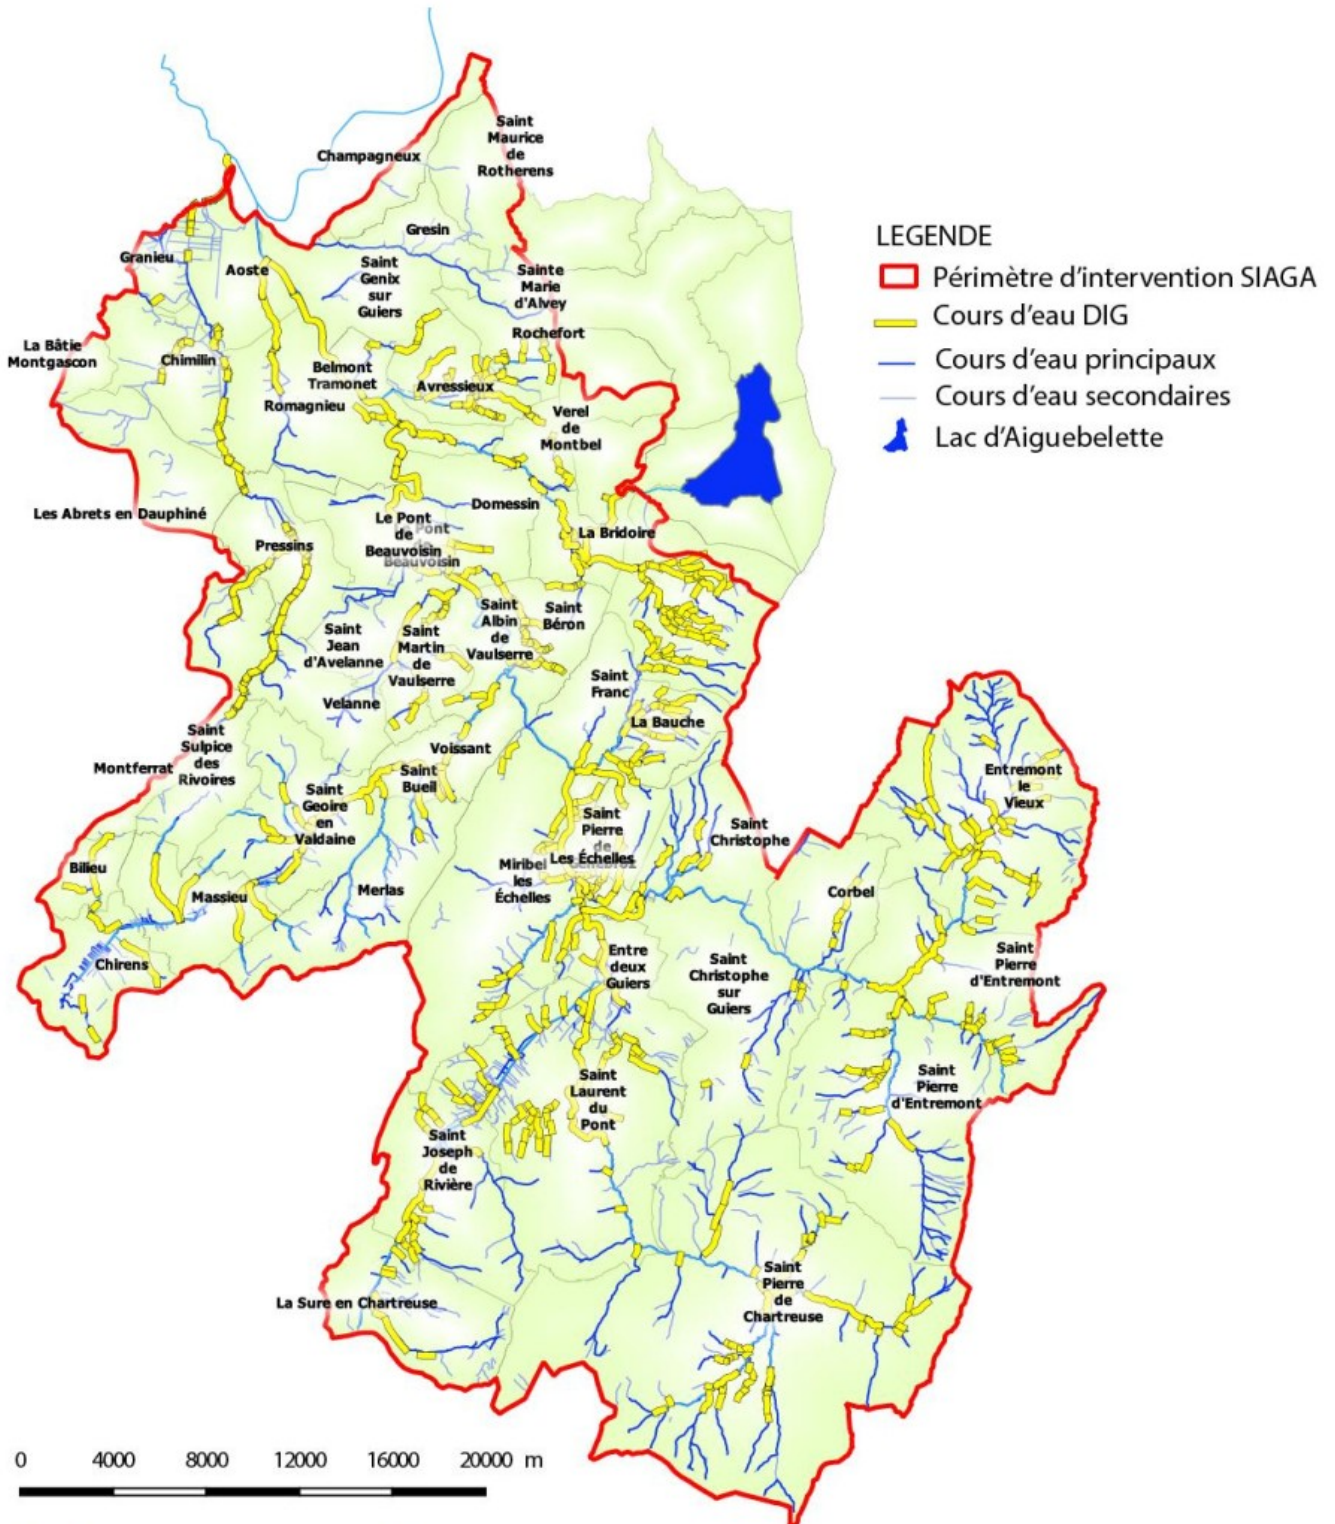 Saint
Maurice
de
Rotherens
Champagneux
Gresin
LEGENDE
Périmètre d'intervention SIAGA
Cours d'eau DIG
Cours d'eau principaux
Cours d'eau secondaires
Lac d'Aiguebelette
Granieu
Aoste
Saint
Genix
sur
Guiers
Sainte
Marie
d'Alvey
Rochefort
La Bâtie
Montgascon
Chimilin
Belmont
Tramonet
Avressieux
Romagnieu
Verel
de
Montbel
Les Abrets en Dauphiné
Domessin
Le Pont
de
Beauvoisin
Pont
Beauvoisin
La Bridoire
Pressins
Saint
Albin
de
Vaulserre
Saint
Béron
Saint
Jean
d'Avelanne
Saint
Martin
de
Vaulserre
Saint
Franc
Velanne
La Bauche
Saint
Sulpice
des
Rivoires
Montferrat
Voissant
Saint
Bueil
Entremont
le
Vieux
Saint
Geoire
en
Valdaine
Saint
Pierre
de
Saint
Christophe
Les Échelles
Miribel
les
Échelles
Bilieu
Massieu
Merlas
Corbel
Chirens
Entre
deux
Guiers
Saint
Christophe
sur
Guiers
Saint
Pierre
d'Entremont
Saint
Laurent
du
Pont
Saint
Pierre
d'Entremont
Saint
Joseph
de
Rivière
Saint
Pierre
de
Chartreuse
La Sure en Chartreuse
0 4000 8000 12000 16000 20000 m